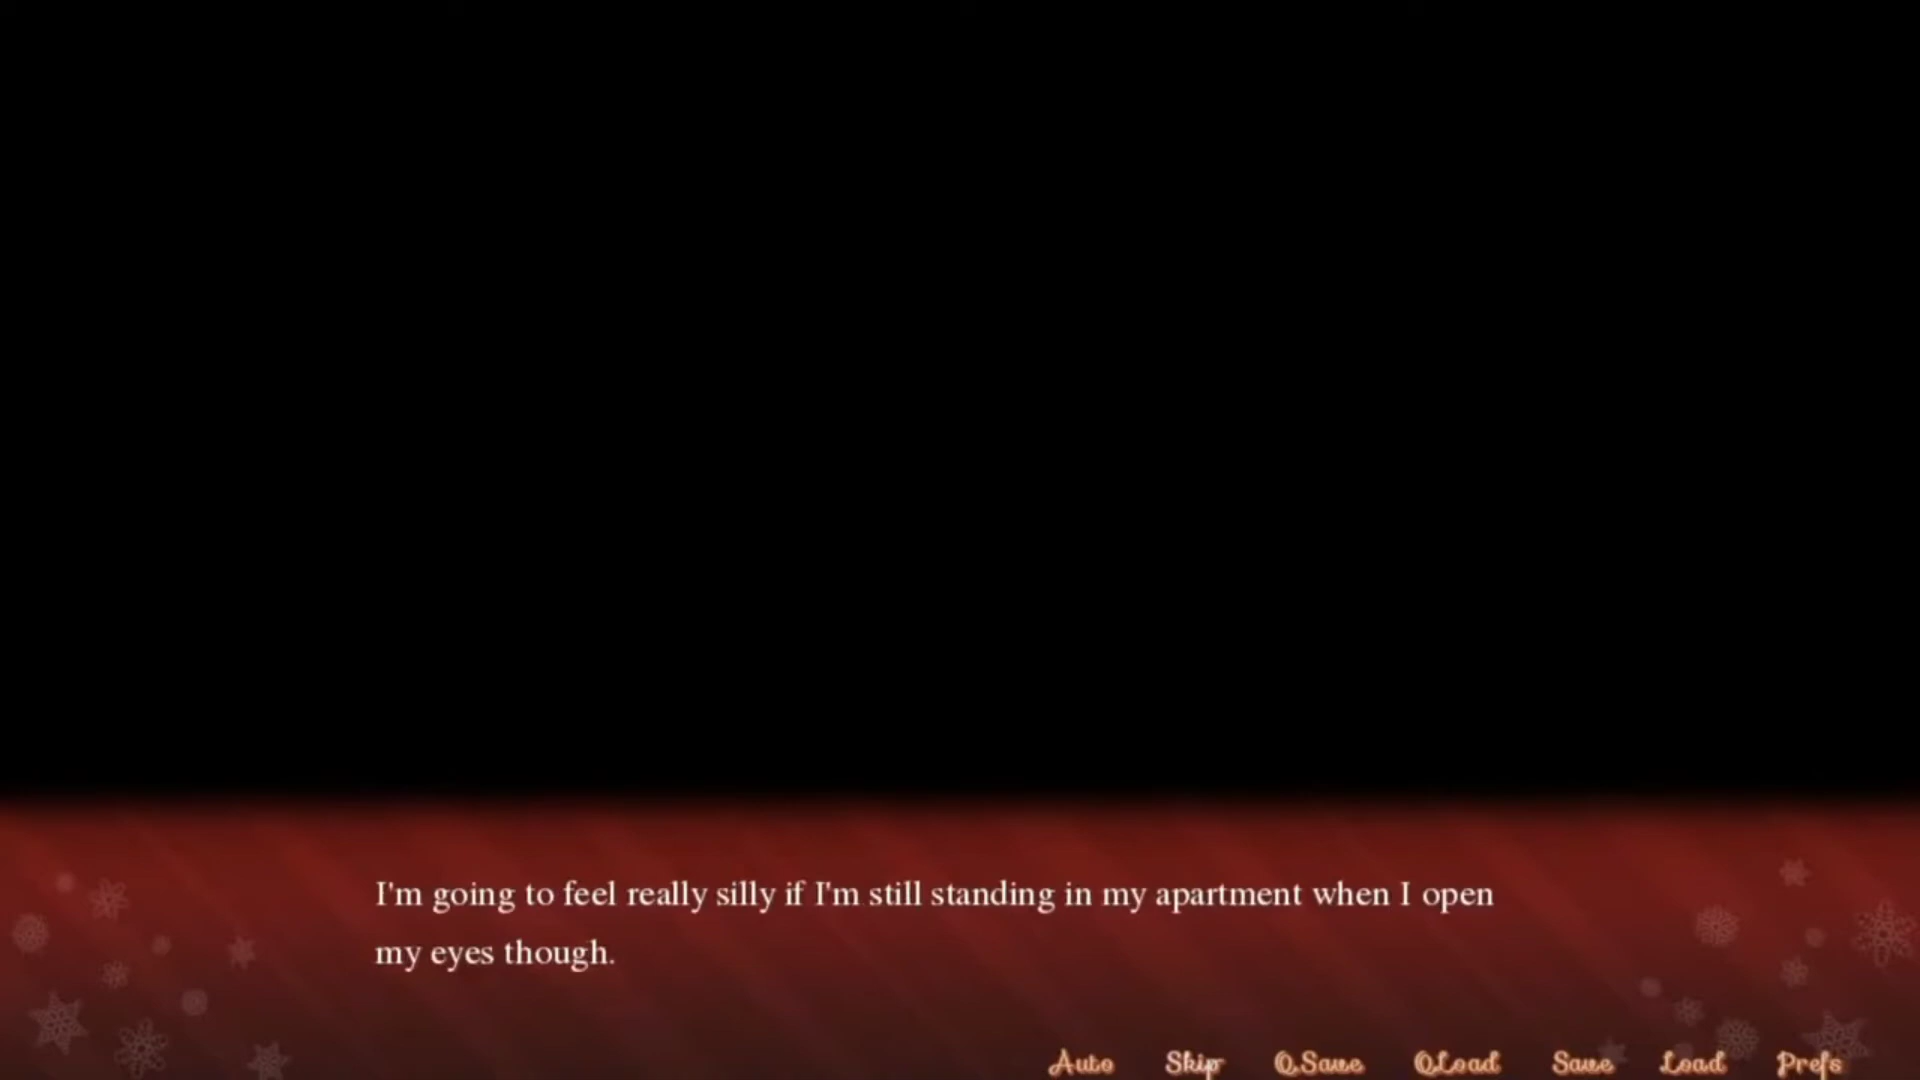 I'm going to feel really silly if I'm still standing in my apartment when I open
my eyes though.
Auto Skip Q.Save Q.Load Save Load Prefs